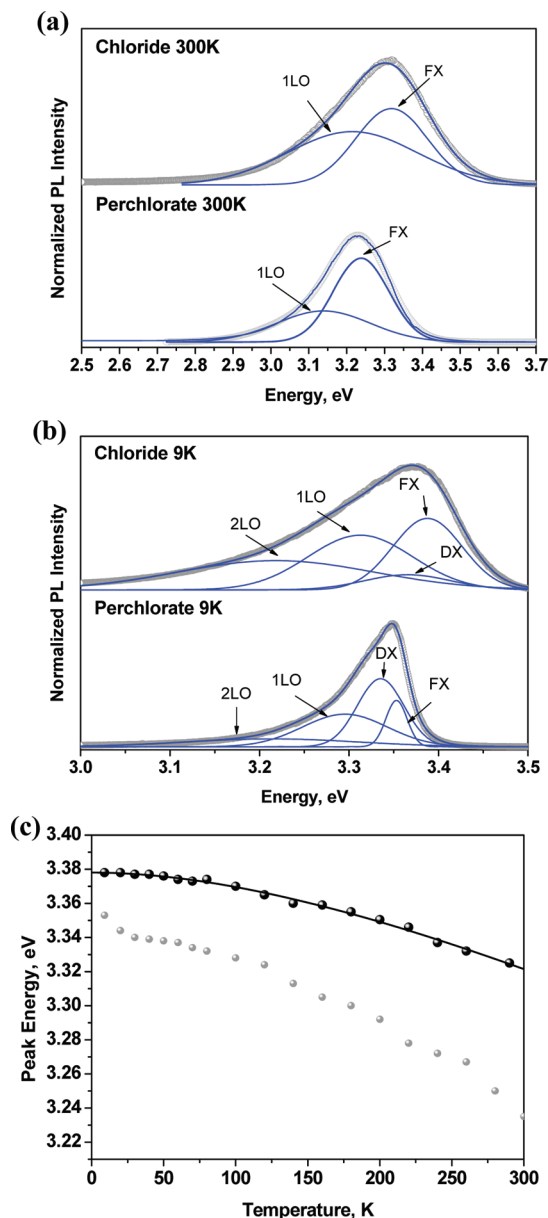 (a)
Chloride 300K
1LO
FX
Normalized PL Intensity
Perchlorate 300K
FX
1LO
2.5 2.6 2.7 2.8 2.9 3.0 3.1 3.2 3.3 3.4 3.5 3.6 3.7
Energy, eV
(b)
Chloride 9K
FX
1LO
2LO
DX
Normalized PL Intensity
Perchlorate 9K
DX
1LO
FX
2LO
3.0 3.1 3.2 3.3 3.4 3.5
Energy, eV
(c)
3.40
3.38
3.36
3.34
3.32
3.30
3.28
3.26
3.24
3.22
Peak Energy, eV
0 50 100 150 200 250 300
Temperature, K